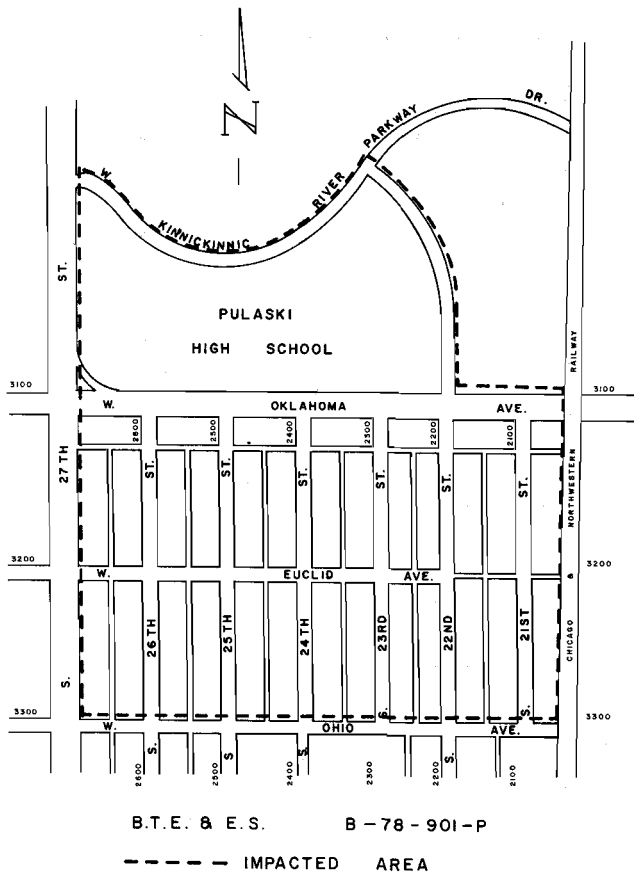 N
W. KINNICKINNIC RIVER PARKWAY DR.
PULASKI
HIGH SCHOOL
3100
3100
W. OKLAHOMA AVE.
2600
2500
2400
2300
2200
2100
S. 27TH ST.
S. 26TH ST.
S. 25TH ST.
S. 24TH ST.
S. 23RD ST.
S. 22ND ST.
S. 21ST ST.
CHICAGO & NORTHWESTERN RAILWAY
3200
3200
W. EUCLID AVE.
3300
3300
W. OHIO AVE.
2600
2500
2400
2300
2200
2100
B.T.E. & E.S. B-78-901-P
IMPACTED AREA